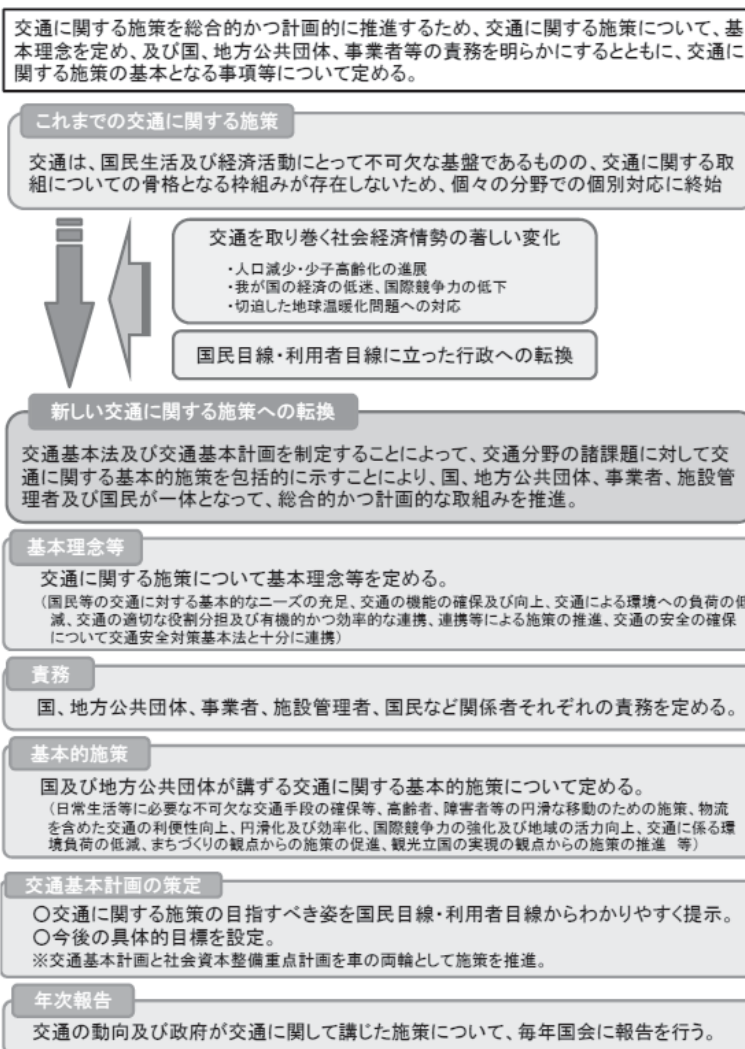 交通に関する施策を総合的かつ計画的に推進するため、交通に関する施策について、基
本理念を定め、及び国、地方公共団体、事業者等の責務を明らかにするとともに、交通に
関する施策の基本となる事項等について定める。
これまでの交通に関する施策
交通は、国民生活及び経済活動にとって不可欠な基盤であるものの、交通に関する取
組についての骨格となる枠組みが存在しないため、個々の分野での個別対応に終始
交通を取り巻く社会経済情勢の著しい変化
・人口減少・少子高齢化の進展
・我が国の経済の低迷、国際競争力の低下
・切迫した地球温暖化問題への対応
国民目線・利用者目線に立った行政への転換
新しい交通に関する施策への転換
交通基本法及び交通基本計画を制定することによって、交通分野の諸課題に対して交
通に関する基本的施策を包括的に示すことにより、国、地方公共団体、事業者、施設管
理者及び国民が一体となって、総合的かつ計画的な取組みを推進。
基本理念等
交通に関する施策について基本理念等を定める。
（国民等の交通に対する基本的なニーズの充足、交通の機能の確保及び向上、交通による環境への負荷の低
減、交通の適切な役割分担及び有機的かつ効率的な連携、連携等による施策の推進、交通の安全の確保
について交通安全対策基本法と十分に連携）
責務
国、地方公共団体、事業者、施設管理者、国民など関係者それぞれの責務を定める。
基本的施策
国及び地方公共団体が講ずる交通に関する基本的施策について定める。
（日常生活等に必要な不可欠な交通手段の確保等、高齢者、障害者等の円滑な移動のための施策、物流
を含めた交通の利便性向上、円滑化及び効率化、国際競争力の強化及び地域の活力向上、交通に係る環
境負荷の低減、まちづくりの観点からの施策の促進、観光立国の実現の観点からの施策の推進 等）
交通基本計画の策定
○交通に関する施策の目指すべき姿を国民目線・利用者目線からわかりやすく提示。
○今後の具体的目標を設定。
※交通基本計画と社会資本整備重点計画を車の両輪として施策を推進。
年次報告
交通の動向及び政府が交通に関して講じた施策について、毎年国会に報告を行う。